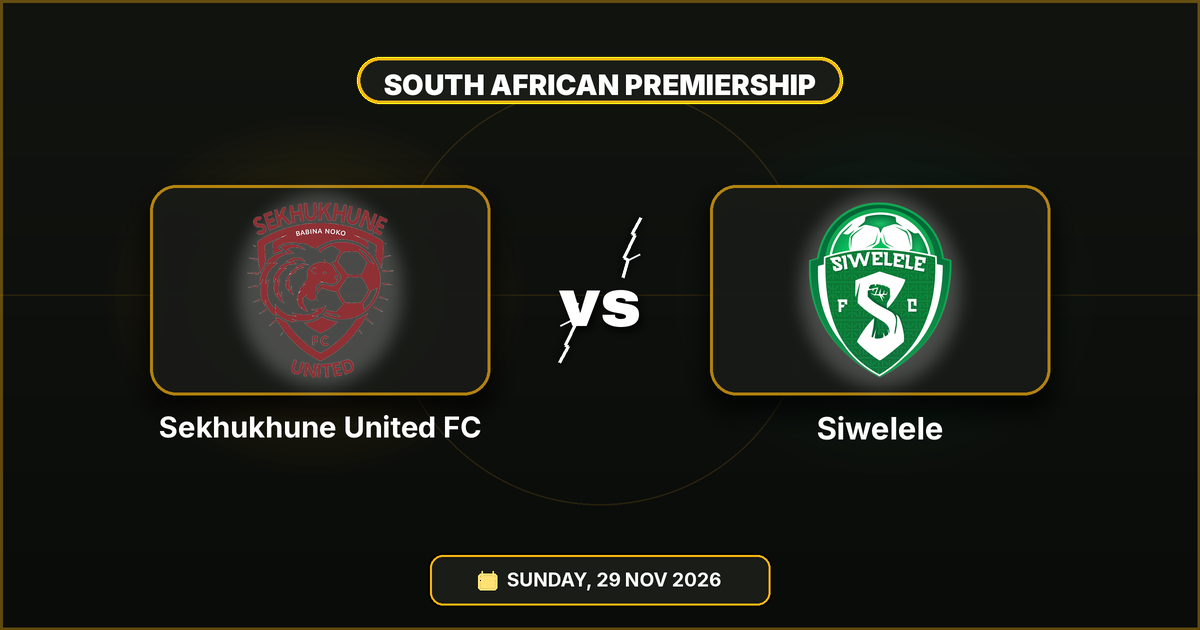 SOUTH AFRICAN PREMIERSHIP
SEKHUKHUNE
BABINA NOKO
FC
UNITED
vs
SIWELELE
F C
S
Sekhukhune United FC
Siwelele
SUNDAY, 29 NOV 2026